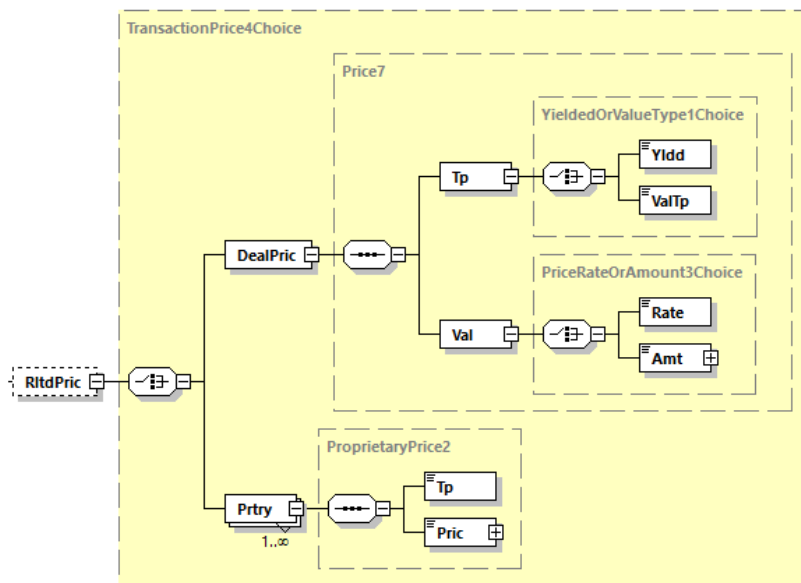 TransactionPrice4Choice
Price7
YieldedOrValueType1Choice
Yldd
Tp
ValTp
DealPric
PriceRateOrAmount3Choice
Rate
Val
Amt
RltdPric
ProprietaryPrice2
Tp
Prtry
Pric
1..∞